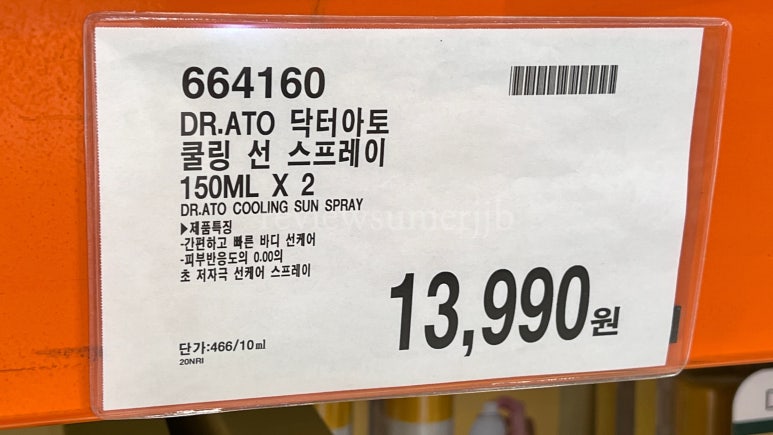 664160
DR.ATO 닥터아토
쿨링 선 스프레이
150ML X 2
DR.ATO COOLING SUN SPRAY
▶제품특징
-간편하고 빠른 바디 선케어
-피부반응도의 0.00의
초 저자극 선케어 스프레이
13,990원
단가:466/10㎖
20NRI
reviewsumerjjb